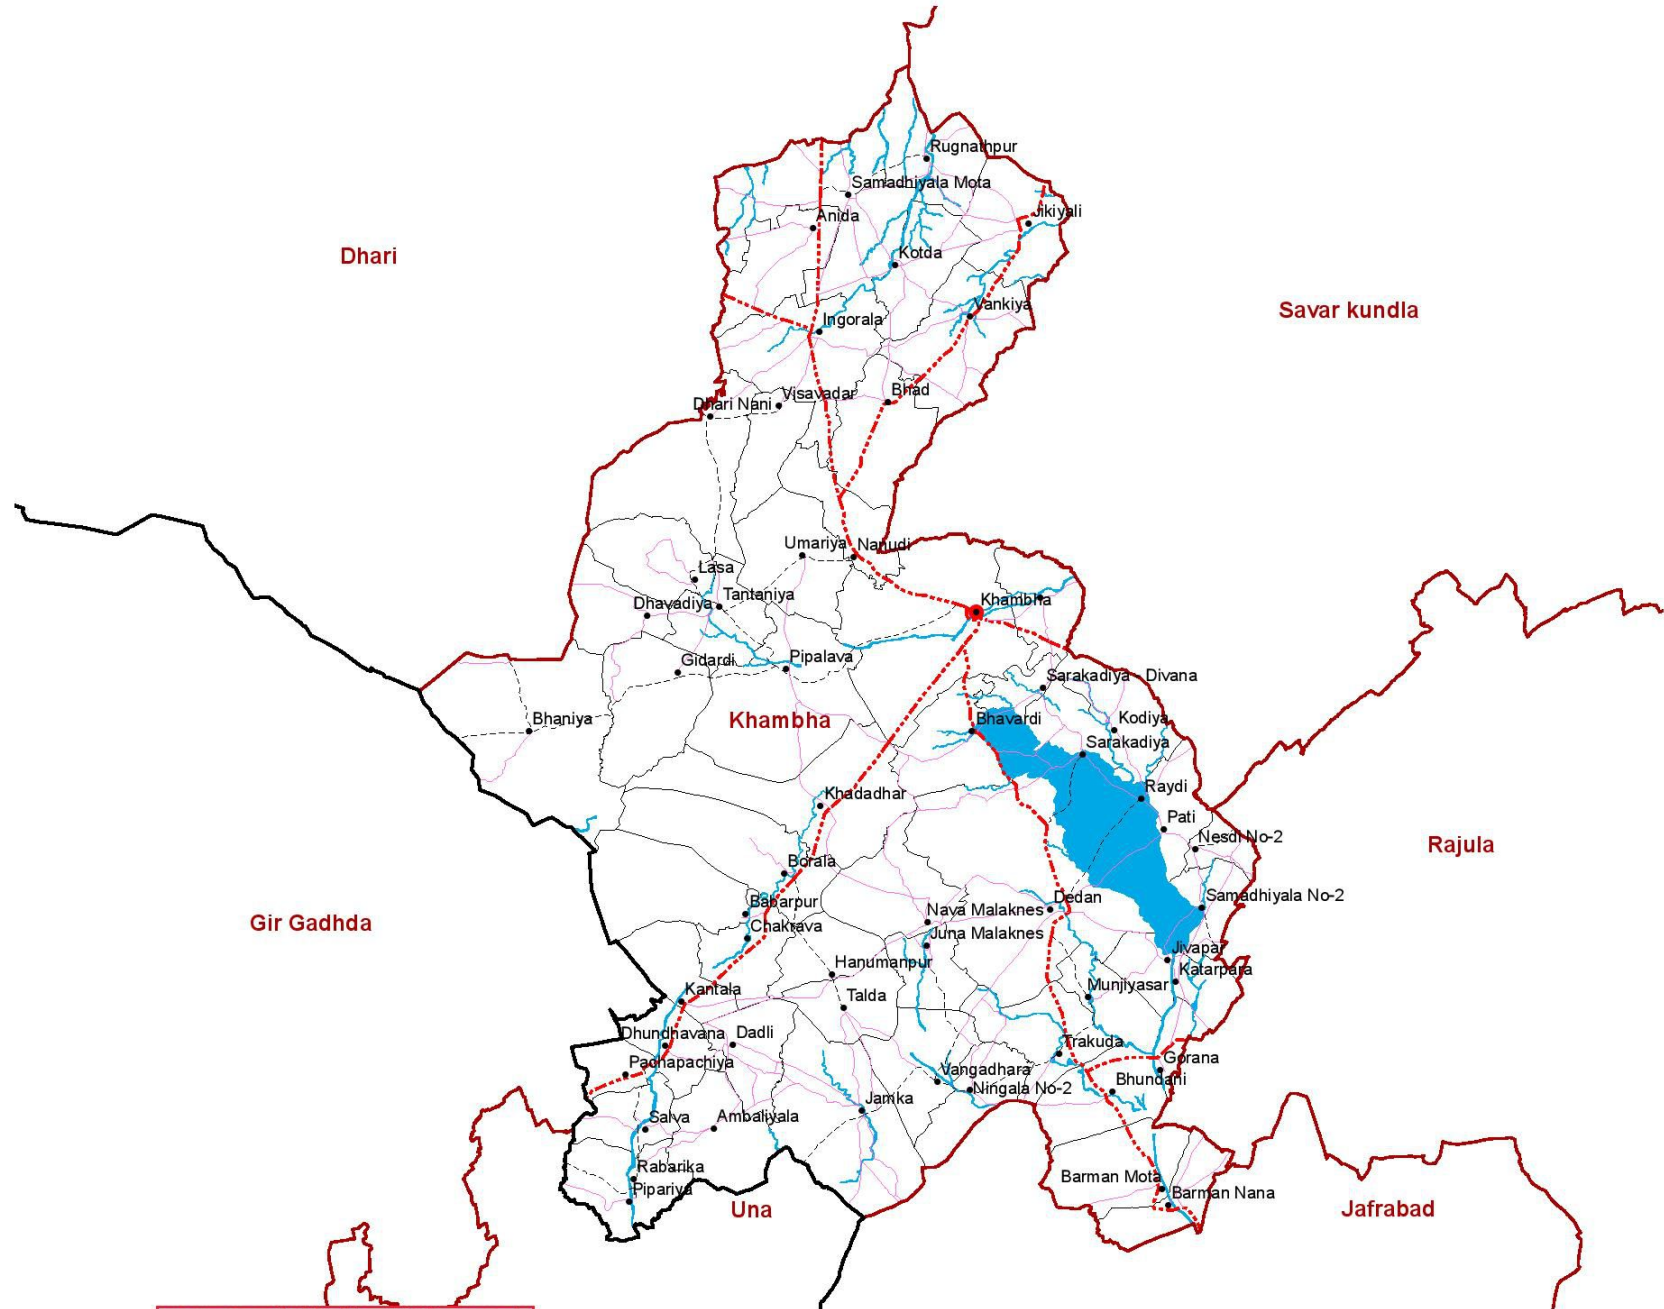 Rugnathpur
Samadhiyala Mota
Anida
Jikiyali
Dhari
Kotda
Vankiya
Savar kundla
Ingorala
Visavadar
Bhad
Dhari Nani
Umariya
Nanudi
Lasa
Tantaniya
Khambha
Dhavadiya
Pipalava
Gidardi
Sarakadiya - Divana
Bhaniya
Khambha
Bhavardi
Kodiya
Sarakadiya
Khadadhar
Raydi
Pati
Nesdi No-2
Rajula
Borala
Babarpur
Dedan
Samadhiyala No-2
Gir Gadhda
Chakrava
Nava Malaknes
Juna Malaknes
Jivapar
Hanumanpur
Katarpara
Kantala
Talda
Munjiyasar
Dhundhavana
Dadli
Trakuda
Pachapachiya
Gorana
Vangadhara
Ningala No-2
Bhundani
Jamka
Salva
Ambaliyala
Rabarika
Barman Mota
Pipariya
Barman Nana
Una
Jafrabad